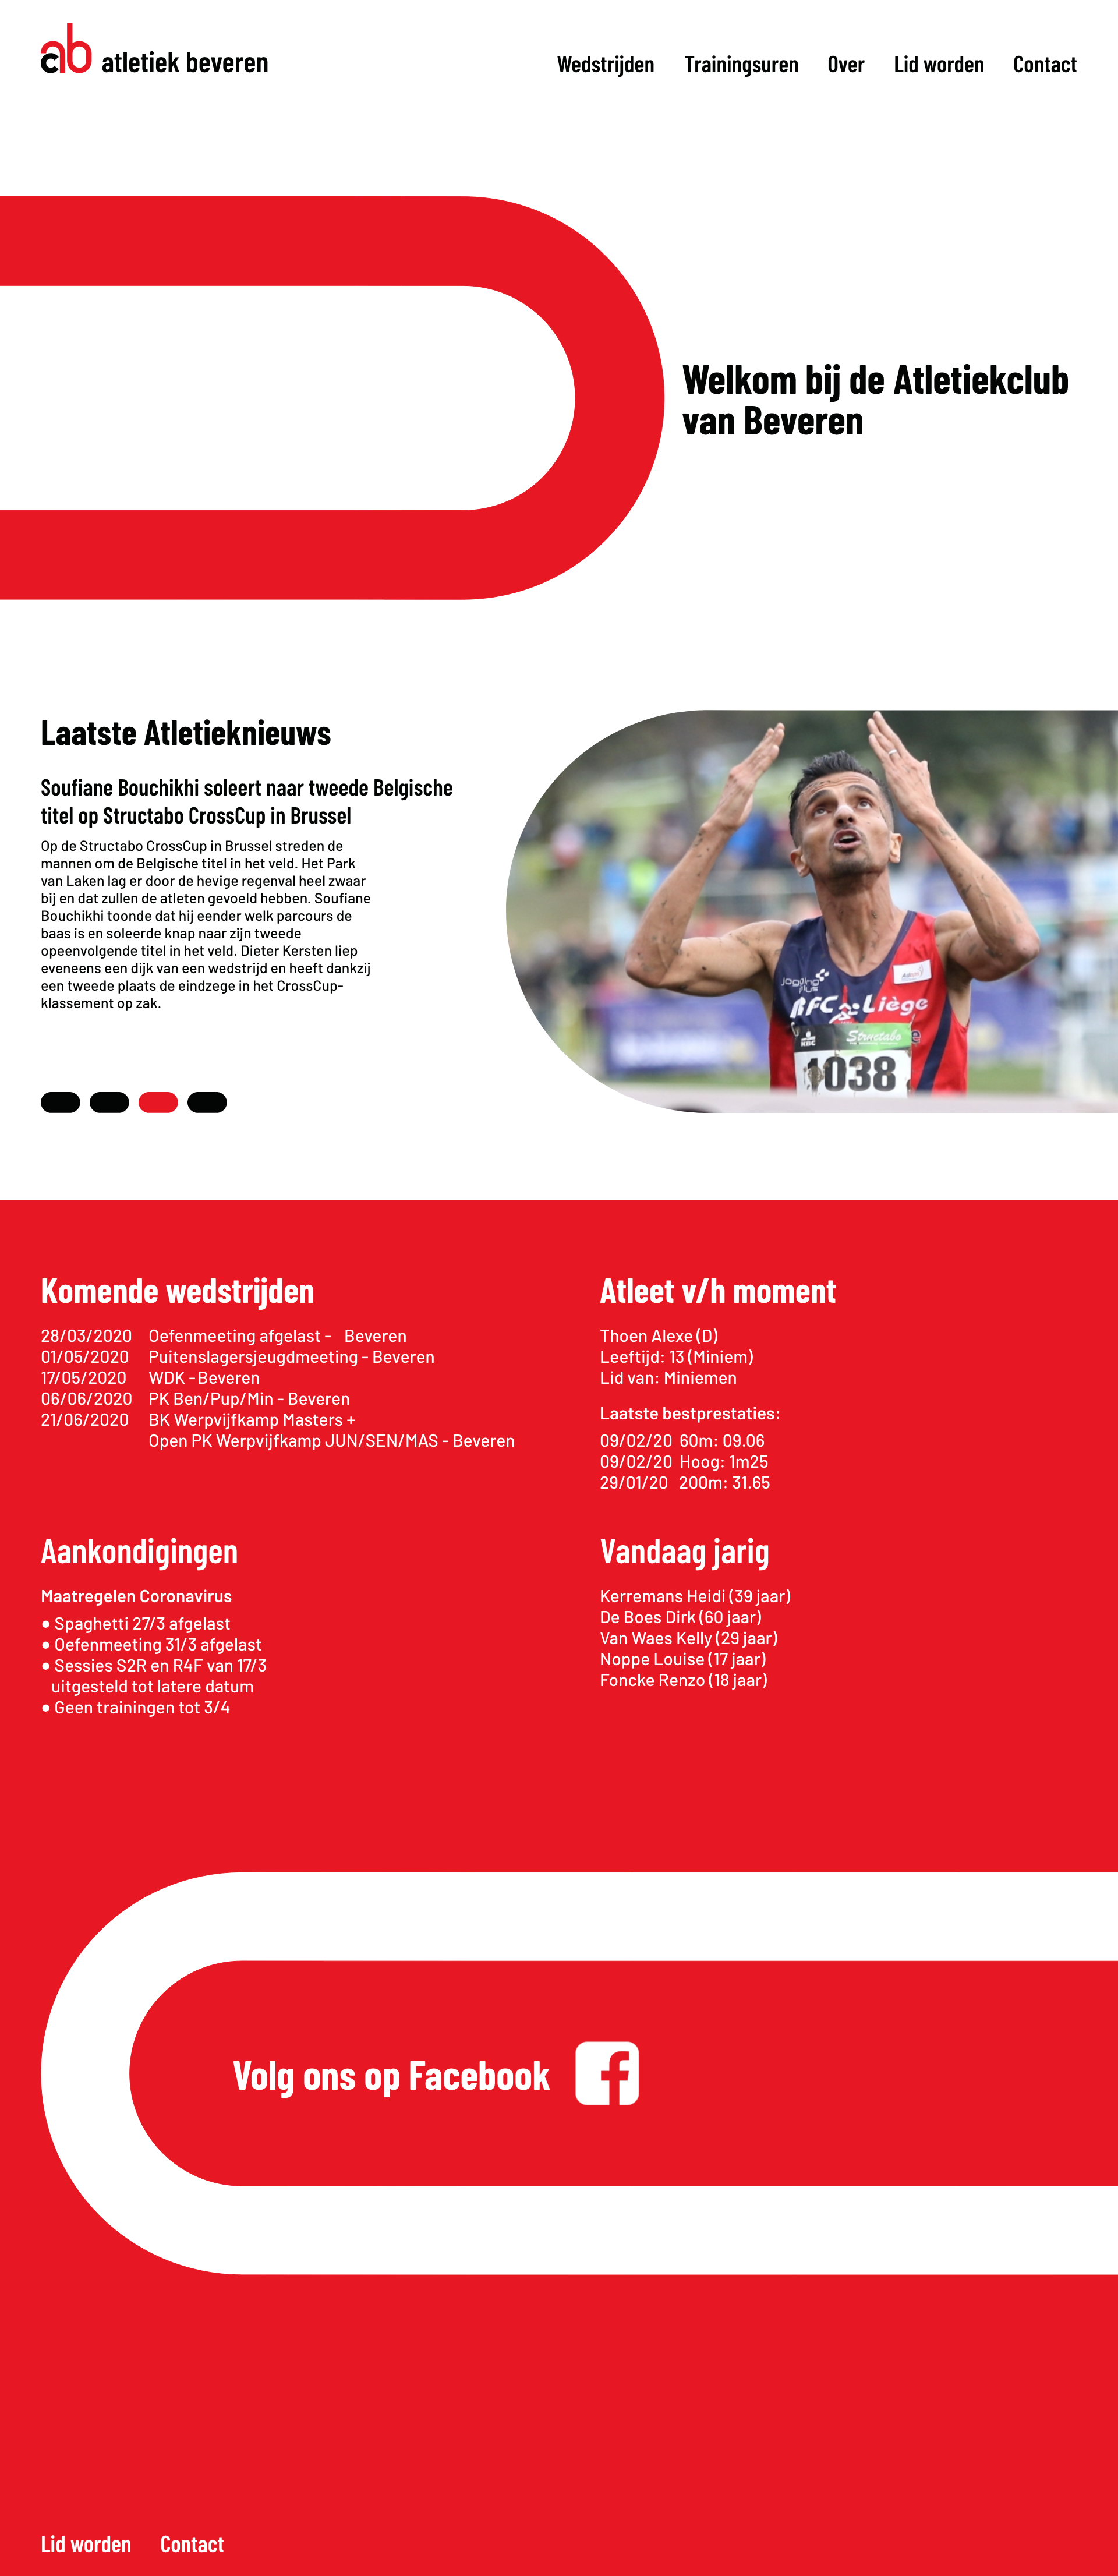 ab atletiek beveren
Wedstrijden Trainingsuren Over Lid worden Contact
Welkom bij de Atletiekclub
van Beveren
Laatste Atletieknieuws
Soufiane Bouchikhi soleert naar tweede Belgische
titel op Structabo CrossCup in Brussel
Op de Structabo CrossCup in Brussel streden de
mannen om de Belgische titel in het veld. Het Park
van Laken lag er door de hevige regenval heel zwaar
bij en dat zullen de atleten gevoeld hebben. Soufiane
Bouchikhi toonde dat hij eender welk parcours de
baas is en soleerde knap naar zijn tweede
opeenvolgende titel in het veld. Dieter Kersten liep
eveneens een dijk van een wedstrijd en heeft dankzij
een tweede plaats de eindzege in het CrossCup-
klassement op zak.
jogging
plus
RFC Liège
KBC
Structabo
1038
Komende wedstrijden
28/03/2020 Oefenmeeting afgelast - Beveren
01/05/2020 Puitenslagersjeugdmeeting - Beveren
17/05/2020 WDK - Beveren
06/06/2020 PK Ben/Pup/Min - Beveren
21/06/2020 BK Werpvijfkamp Masters +
Open PK Werpvijfkamp JUN/SEN/MAS - Beveren
Atleet v/h moment
Thoen Alexe (D)
Leeftijd: 13 (Miniem)
Lid van: Miniemen
Laatste bestprestaties:
09/02/20 60m: 09.06
09/02/20 Hoog: 1m25
29/01/20 200m: 31.65
Aankondigingen
Maatregelen Coronavirus
● Spaghetti 27/3 afgelast
● Oefenmeeting 31/3 afgelast
● Sessies S2R en R4F van 17/3
uitgesteld tot latere datum
● Geen trainingen tot 3/4
Vandaag jarig
Kerremans Heidi (39 jaar)
De Boes Dirk (60 jaar)
Van Waes Kelly (29 jaar)
Noppe Louise (17 jaar)
Foncke Renzo (18 jaar)
Volg ons op Facebook
Lid worden Contact